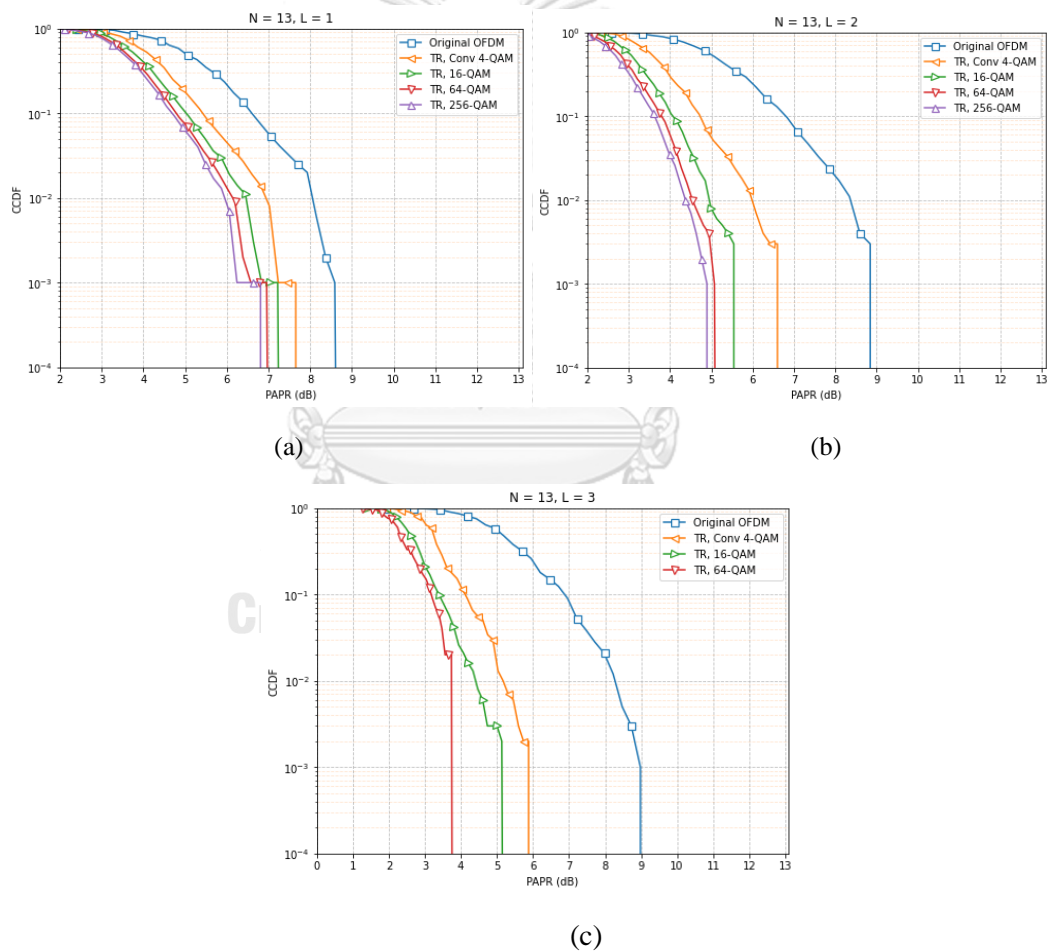 N = 13, L = 1
CCDF
10⁰
10⁻¹
10⁻²
10⁻³
10⁻⁴
Original OFDM
TR, Conv 4-QAM
TR, 16-QAM
TR, 64-QAM
TR, 256-QAM
2 3 4 5 6 7 8 9 10 11 12 13
PAPR (dB)
(a)
N = 13, L = 2
CCDF
10⁰
10⁻¹
10⁻²
10⁻³
10⁻⁴
Original OFDM
TR, Conv 4-QAM
TR, 16-QAM
TR, 64-QAM
TR, 256-QAM
2 3 4 5 6 7 8 9 10 11 12 13
PAPR (dB)
(b)
N = 13, L = 3
CCDF
10⁰
10⁻¹
10⁻²
10⁻³
10⁻⁴
Original OFDM
TR, Conv 4-QAM
TR, 16-QAM
TR, 64-QAM
0 1 2 3 4 5 6 7 8 9 10 11 12 13
PAPR (dB)
(c)